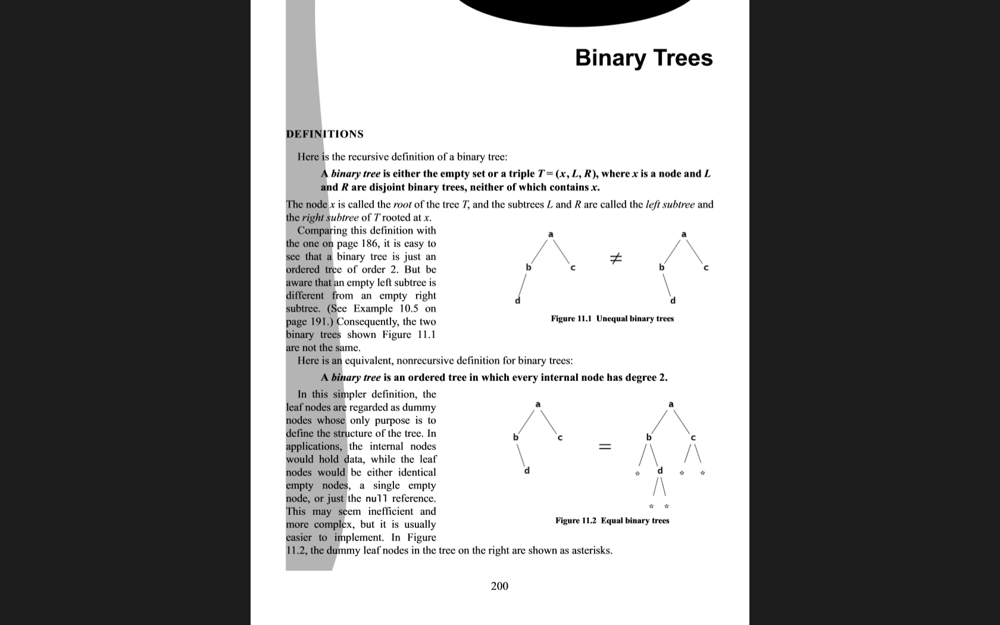 Binary Trees
DEFINITIONS
Here is the recursive definition of a binary tree:
A binary tree is either the empty set or a triple T = (x, L, R), where x is a node and L
and R are disjoint binary trees, neither of which contains x.
The node x is called the root of the tree T, and the subtrees L and R are called the left subtree and
the right subtree of T rooted at x.
Comparing this definition with
the one on page 186, it is easy to
see that a binary tree is just an
ordered tree of order 2. But be
aware that an empty left subtree is
different from an empty right
subtree. (See Example 10.5 on
page 191.) Consequently, the two
binary trees shown Figure 11.1
are not the same.
a a
≠
b c b c
d d
Figure 11.1 Unequal binary trees
Here is an equivalent, nonrecursive definition for binary trees:
A binary tree is an ordered tree in which every internal node has degree 2.
In this simpler definition, the
leaf nodes are regarded as dummy
nodes whose only purpose is to
define the structure of the tree. In
applications, the internal nodes
would hold data, while the leaf
nodes would be either identical
empty nodes, a single empty
node, or just the null reference.
This may seem inefficient and
more complex, but it is usually
easier to implement. In Figure
11.2, the dummy leaf nodes in the tree on the right are shown as asterisks.
a a
b c b c
=
d * d * *
* *
Figure 11.2 Equal binary trees
200